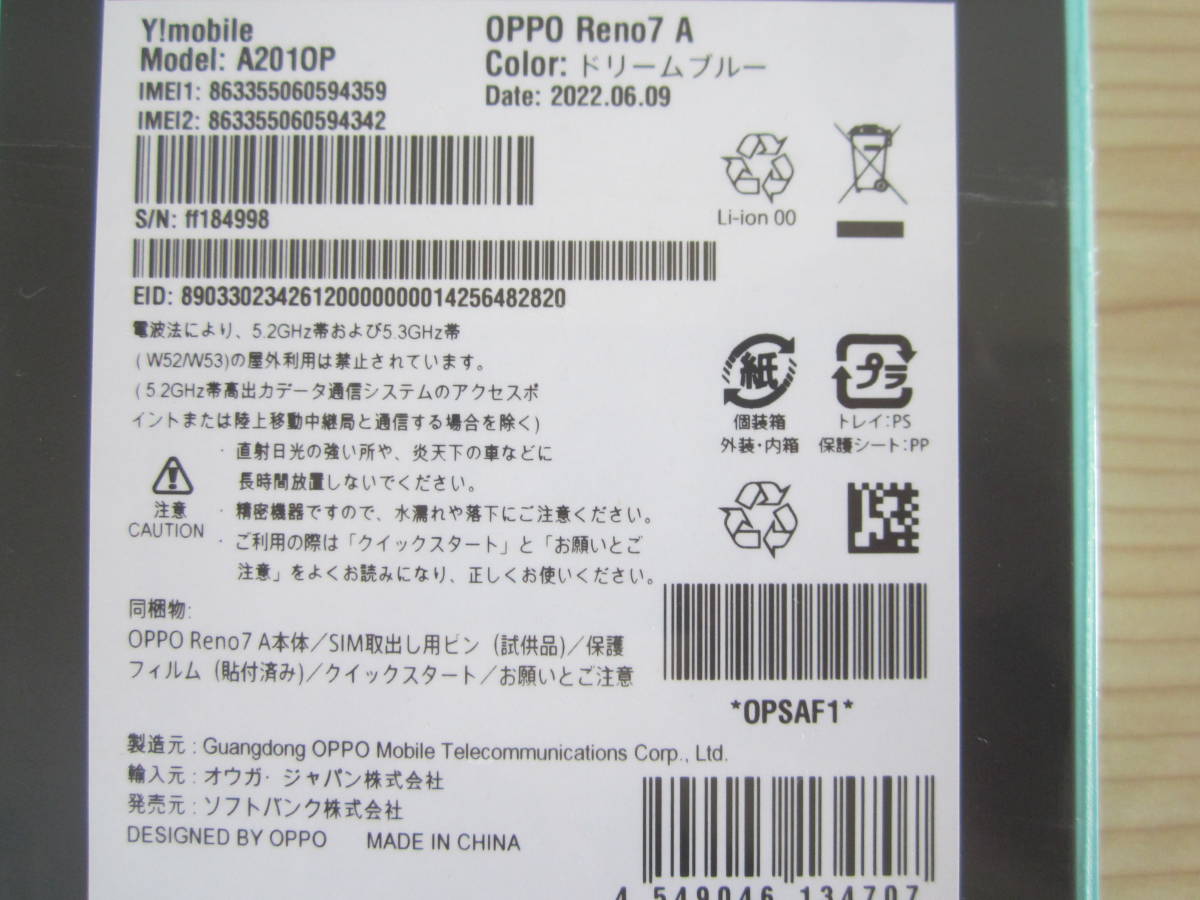 Y!mobile
Model: A201OP
IMEI1: 863355060594359
IMEI2: 863355060594342
OPPO Reno7 A
Color: ドリームブルー
Date: 2022.06.09
Li-ion 00
S/N: ff184998
EID: 89033023426120000000014256482820
電波法により、5.2GHz帯および5.3GHz帯
( W52/W53)の屋外利用は禁止されています。
( 5.2GHz帯高出力データ通信システムのアクセスポ
イントまたは陸上移動中継局と通信する場合を除く)
紙
個装箱
外装・内箱
プラ
トレイ:PS
保護シート:PP
注意
CAUTION
・直射日光の強い所や、炎天下の車などに
長時間放置しないでください。
・精密機器ですので、水漏れや落下にご注意ください。
・ご利用の際は「クイックスタート」と「お願いとご
注意」をよくお読みになり、正しくお使いください。
同梱物:
OPPO Reno7 A本体／SIM取出し用ピン（試供品)／保護
フィルム（貼付済み)／クイックスタート／お願いとご注意
*OPSAF1*
製造元 : Guangdong OPPO Mobile Telecommunications Corp., Ltd.
輸入元 : オウガ・ジャパン株式会社
発売元 : ソフトバンク株式会社
DESIGNED BY OPPO MADE IN CHINA
4 549046 134707